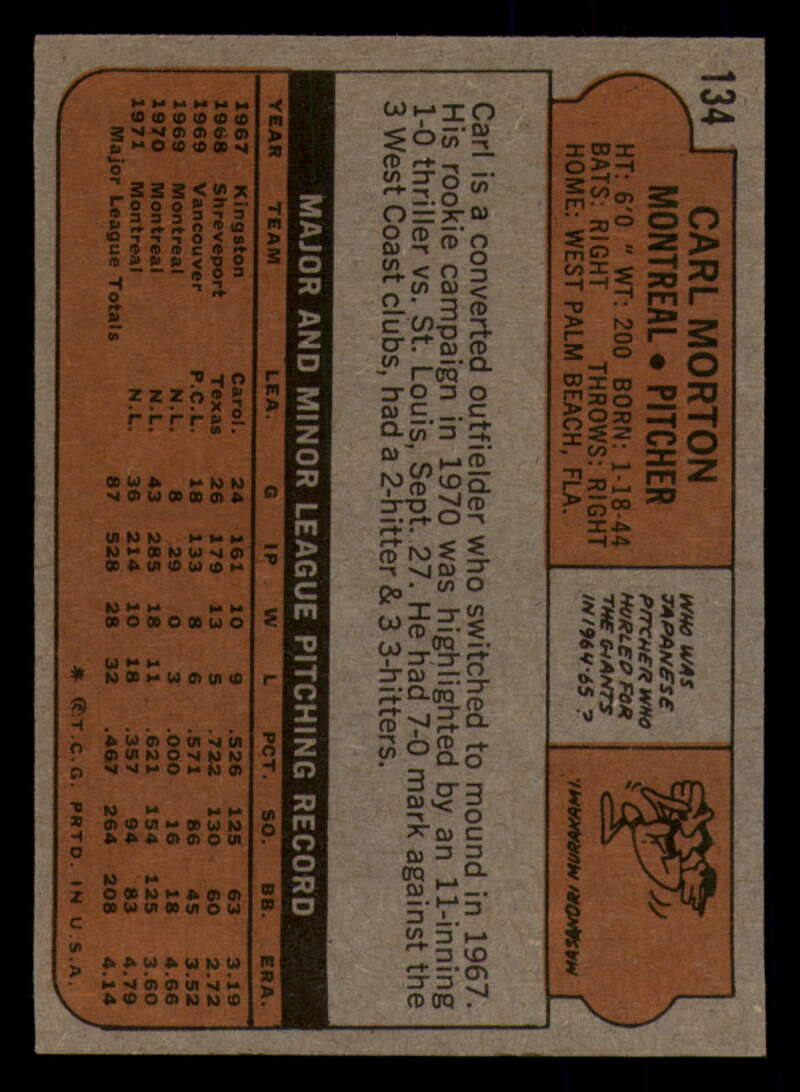 134
CARL MORTON
MONTREAL • PITCHER
HT: 6'0 " WT: 200 BORN: 1-18-44
BATS: RIGHT THROWS: RIGHT
HOME: WEST PALM BEACH, FLA.
WHO WAS
JAPANESE
PITCHER WHO
HURLED FOR
THE GIANTS
IN 1964-65?
MASANORI MURAKAMI.
Carl is a converted outfielder who switched to mound in 1967.
His rookie campaign in 1970 was highlighted by an 11-inning
1-0 thriller vs. St. Louis, Sept. 27. He had 7-0 mark against the
3 West Coast clubs, had a 2-hitter & 3 3-hitters.
MAJOR AND MINOR LEAGUE PITCHING RECORD
YEAR TEAM LEA. G IP W L PCT. SO. BB. ERA.
1967 Kingston Carol. 24 161 10 9 .526 125 63 3.19
1968 Shreveport Texas 26 179 13 5 .722 130 60 2.72
1969 Vancouver P.C.L. 18 133 8 6 .571 86 45 3.52
1969 Montreal N.L. 8 29 0 3 .000 16 18 4.66
1970 Montreal N.L. 43 285 18 11 .621 154 125 3.60
1971 Montreal N.L. 36 214 10 18 .357 94 83 4.79
Major League Totals 87 528 28 32 .467 264 208 4.14
* © T.C.G. PRTD. IN U.S.A.